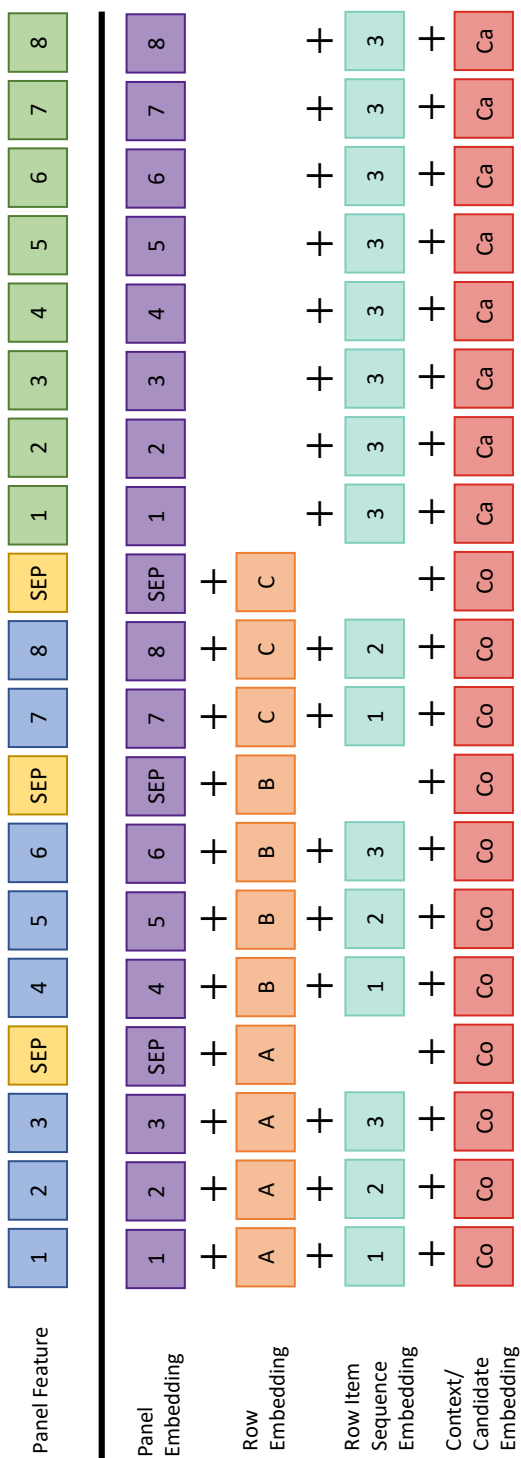 Panel Feature 1 2 3 SEP 4 5 6 SEP 7 8 SEP 1 2 3 4 5 6 7 8
Panel
Embedding
1 2 3 SEP 4 5 6 SEP 7 8 SEP 1 2 3 4 5 6 7 8
+ + + + + + + + + + +
Row
Embedding
A A A A B B B B C C C
+ + + + + + + + + + + + + + + +
Row Item
Sequence
Embedding
1 2 3 1 2 3 1 2 3 3 3 3 3 3 3 3
+ + + + + + + + + + + + + + + + + + +
Context/
Candidate
Embedding
Co Co Co Co Co Co Co Co Co Co Co Ca Ca Ca Ca Ca Ca Ca Ca